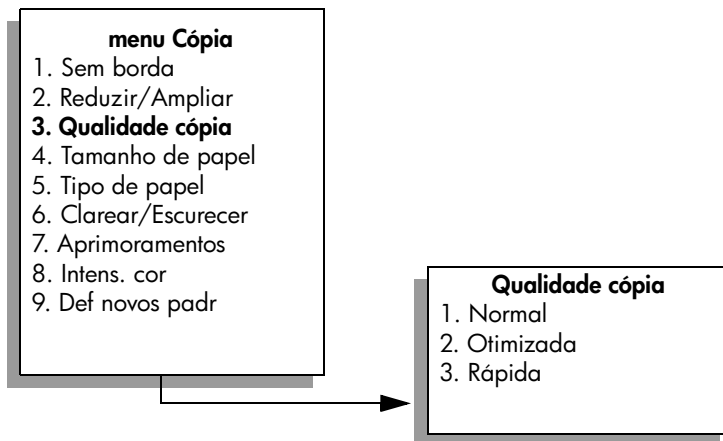 menu Cópia
1. Sem borda
2. Reduzir/Ampliar
3. Qualidade cópia
4. Tamanho de papel
5. Tipo de papel
6. Clarear/Escurecer
7. Aprimoramentos
8. Intens. cor
9. Def novos padr
Qualidade cópia
1. Normal
2. Otimizada
3. Rápida